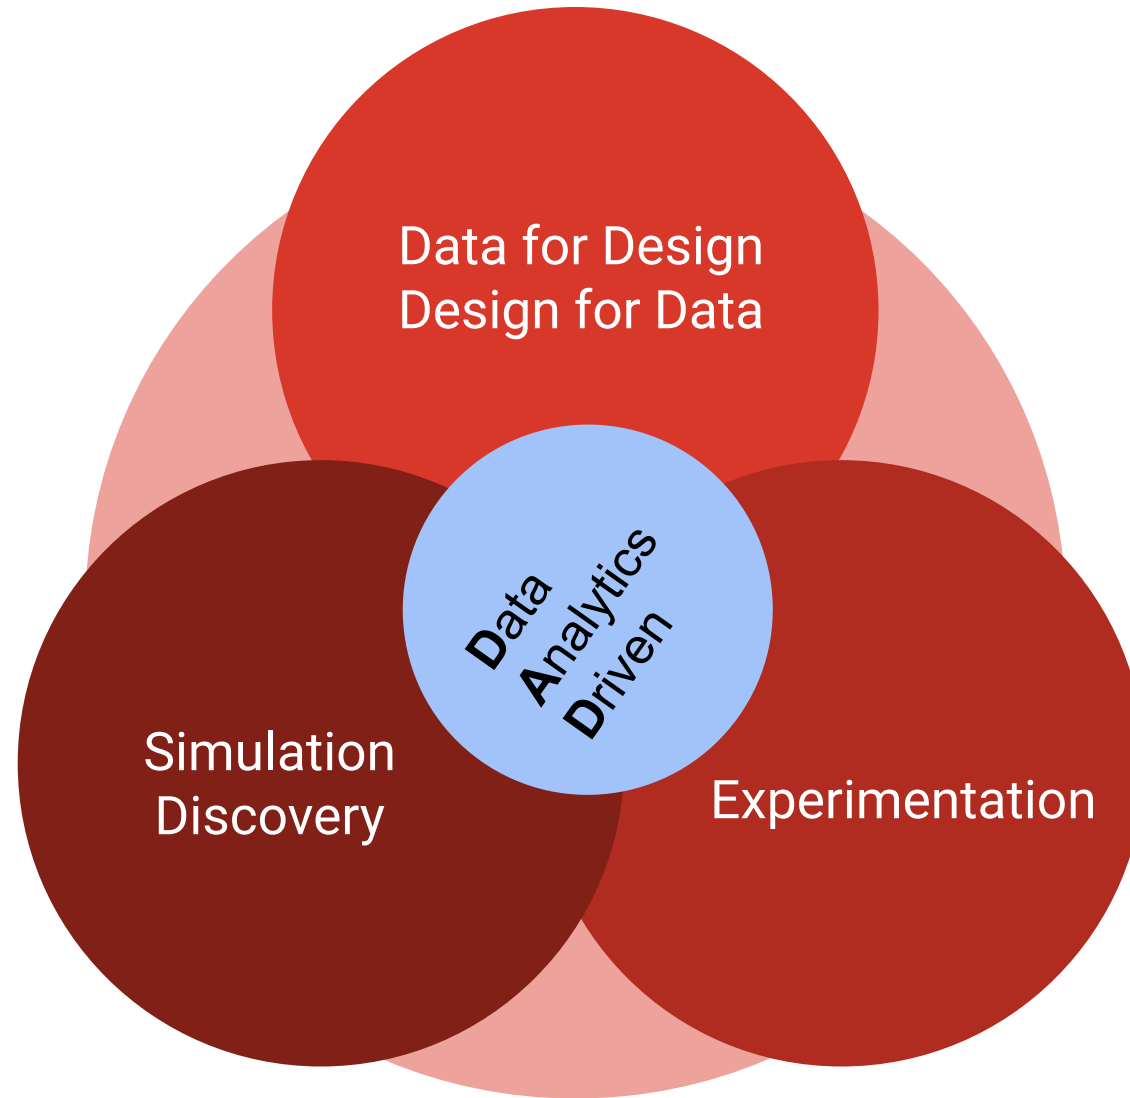 Data for Design
Design for Data
Data
Analytics
Driven
Simulation
Discovery
Experimentation